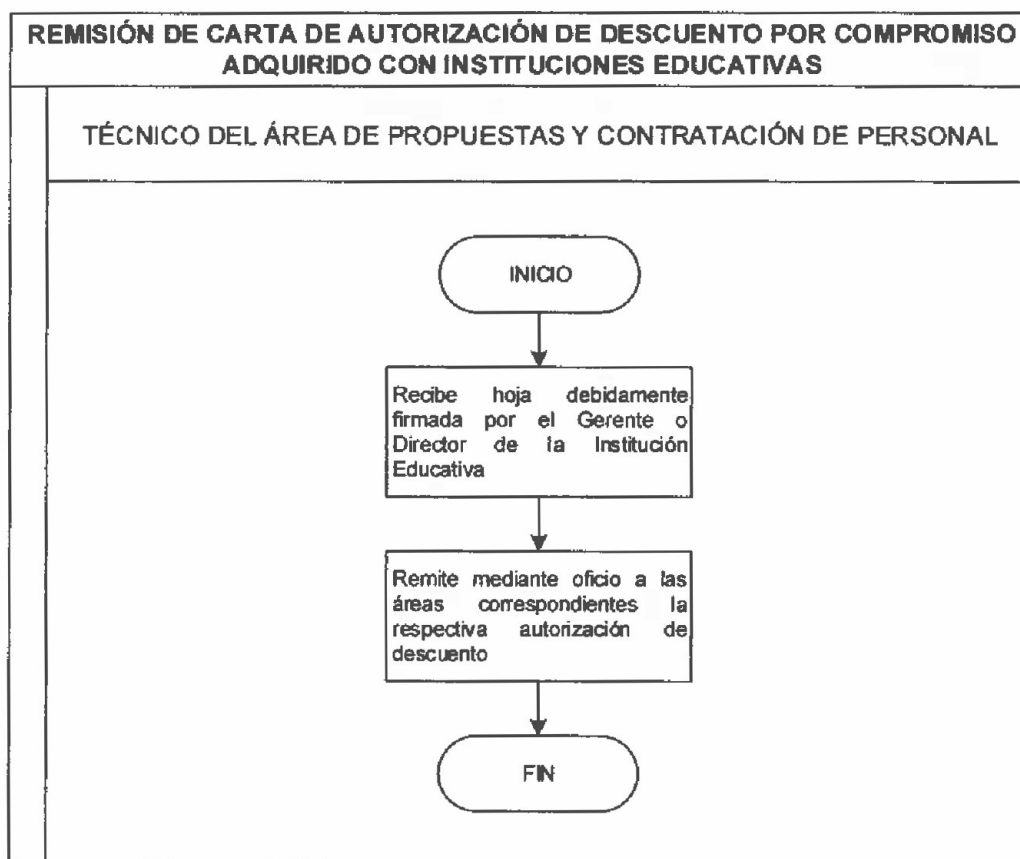 REMISIÓN DE CARTA DE AUTORIZACIÓN DE DESCUENTO POR COMPROMISO
ADQUIRIDO CON INSTITUCIONES EDUCATIVAS
TÉCNICO DEL ÁREA DE PROPUESTAS Y CONTRATACIÓN DE PERSONAL
INICIO
Recibe hoja debidamente
firmada por el Gerente o
Director de la Institución
Educativa
Remite mediante oficio a las
áreas correspondientes la
respectiva autorización de
descuento
FIN